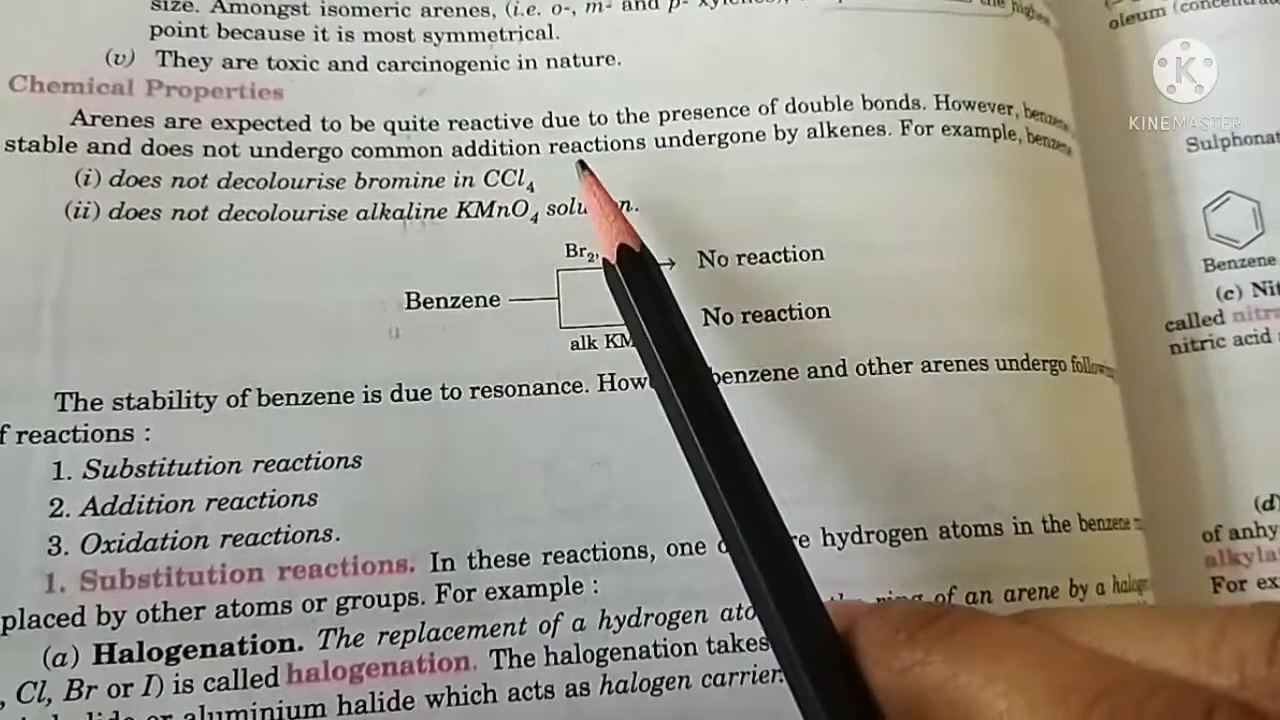 size. Amongst isomeric arenes, (i.e. o-, m- and p-
point because it is most symmetrical.
(v) They are toxic and carcinogenic in nature.
Chemical Properties
Arenes are expected to be quite reactive due to the presence of double bonds. However, benzene
stable and does not undergo common addition reactions undergone by alkenes. For example, benzene
(i) does not decolourise bromine in CCl4
(ii) does not decolourise alkaline KMnO4
Br2,
No reaction
Benzene
No reaction
alk
The stability of benzene is due to resonance. benzene and other arenes undergo
reactions :
1. Substitution reactions
2. Addition reactions
3. Oxidation reactions.
1. Substitution reactions. In these reactions, one hydrogen atoms in the benzene
placed by other atoms or groups. For example :
(a) Halogenation. The replacement of a hydrogen of an arene by a
, Cl, Br or I) is called halogenation. The halogenation takes
or aluminium halide which acts as halogen carrier.
oleum
KINEMASTER
Benzene
(c)
called
nitric acid
(d)
of
For